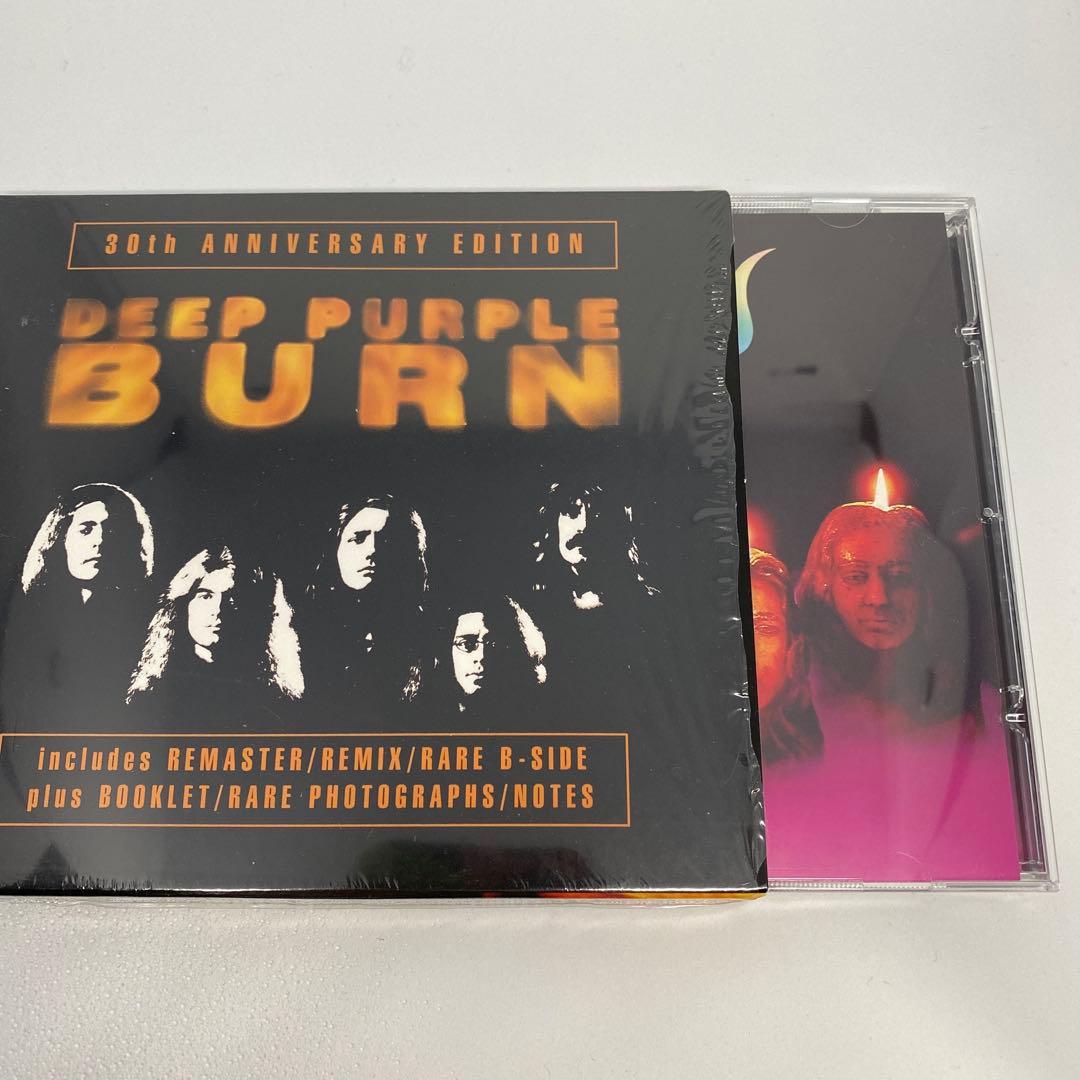 30th ANNIVERSARY EDITION
DEEP PURPLE
BURN
includes REMASTER/REMIX/RARE B-SIDE
plus BOOKLET/RARE PHOTOGRAPHS/NOTES